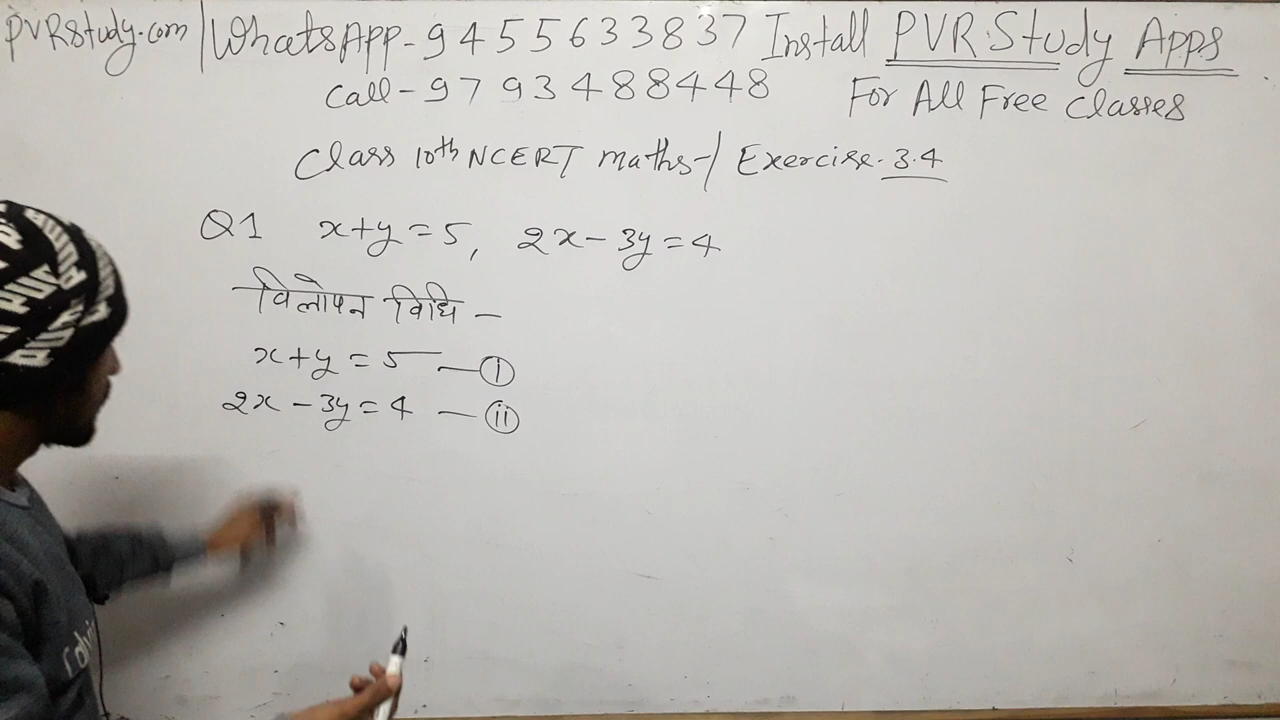 PVRStudy.com | WhatsApp - 9455633837 Install PVR Study Apps
Call - 9793488448 For All Free Classes
Class 10th NCERT maths - / Exercise. 3.4
Q1 x+y=5, 2x-3y=4
विलोपन विधि -
x+y=5 — (i)
2x-3y=4 — (ii)